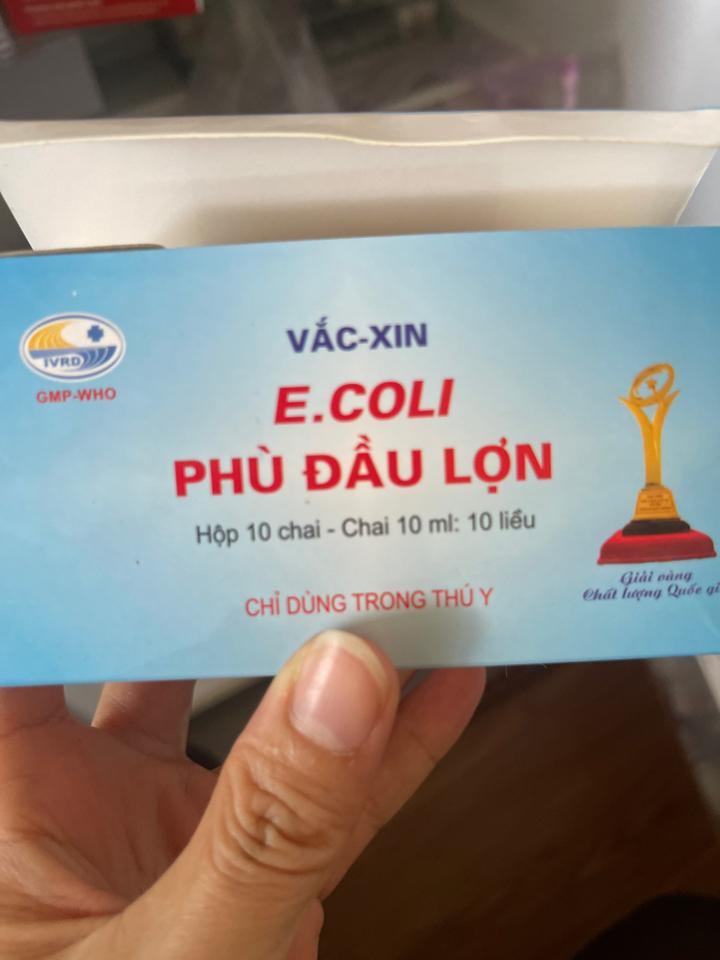 IVRD
GMP-WHO
VẮC-XIN
E.COLI
PHÙ ĐẦU LỢN
Hộp 10 chai - Chai 10 ml: 10 liều
CHỈ DÙNG TRONG THÚ Y
Giải vàng
Chất lượng Quốc gi